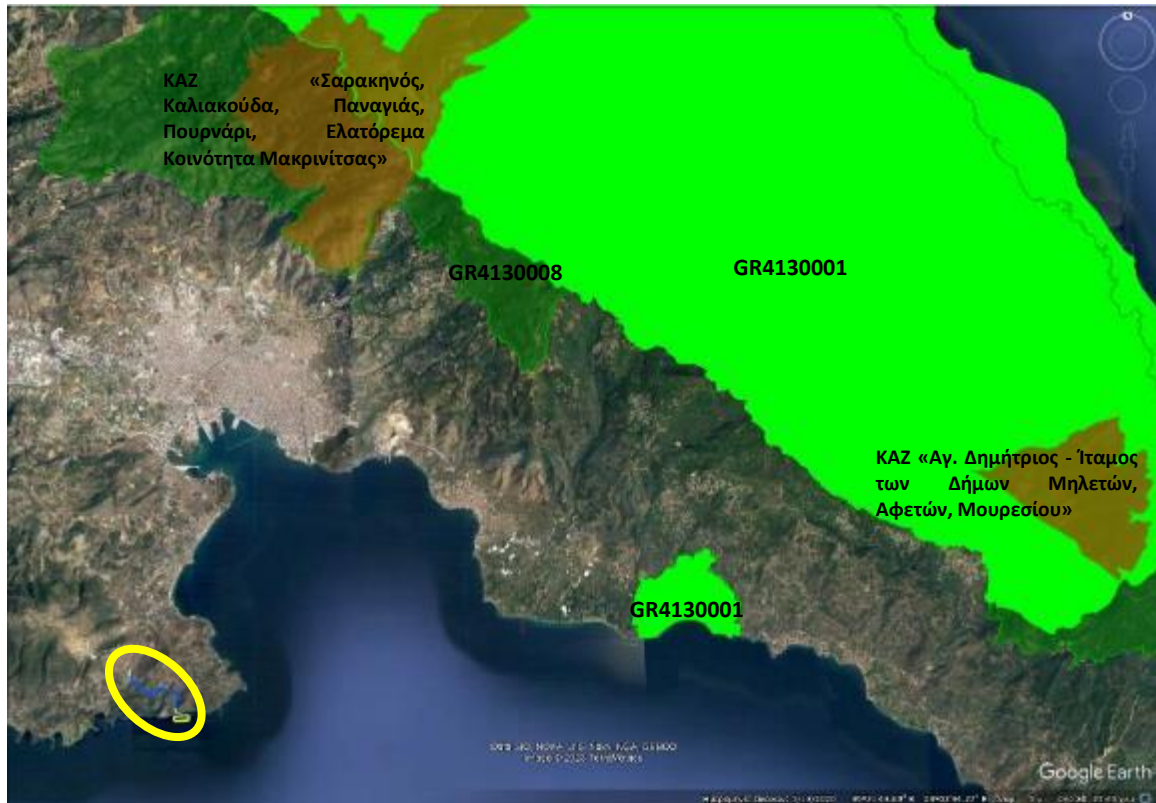 ΚΑΖ «Σαρακηνός,
Καλιακούδα, Παναγιάς,
Πουρνάρι, Ελατόρεμα
Κοινότητα Μακρινίτσας»
GR4130008
GR4130001
ΚΑΖ «Αγ. Δημήτριος - Ίταμος
των Δήμων Μηλετών,
Αφετών, Μουρεσίου»
GR4130001
Google Earth